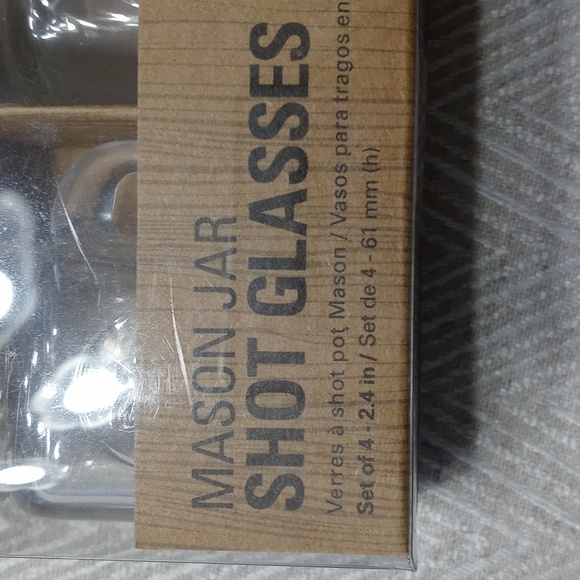 MASON JAR
SHOT GLASSES
Verres à shot pot Mason / Vasos para tragos en
Set of 4 - 2.4 in / Set de 4 - 61 mm (h)